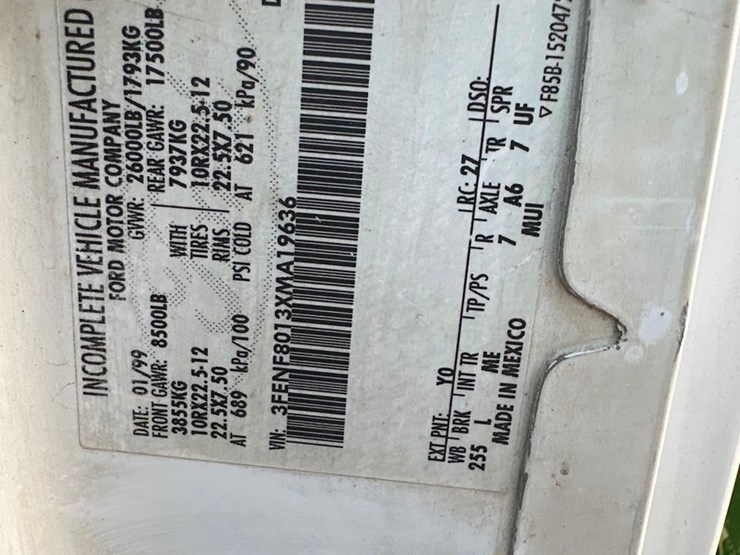 INCOMPLETE VEHICLE MANUFACTURED
FORD MOTOR COMPANY
DATE: 01/99 GVWR: 26000LB/11793KG
FRONT GAWR: 8500LB REAR GAWR: 17500LB
3855KG WITH 7937KG
10RX22.5-12 TIRES 10RX22.5-12
22.5X7.50 RIMS 22.5X7.50
AT 689 kPa/100 PSI COLD AT 621 kPa/90
VIN: 3FENF8013XMA19636
EXT PNT: YO RC: 27 DSO:
WB BRK INT TR TP/PS R AXLE TR SPR
255 L ME 7 A6 7 UF
MADE IN MEXICO MUI
▽ F85B-152047